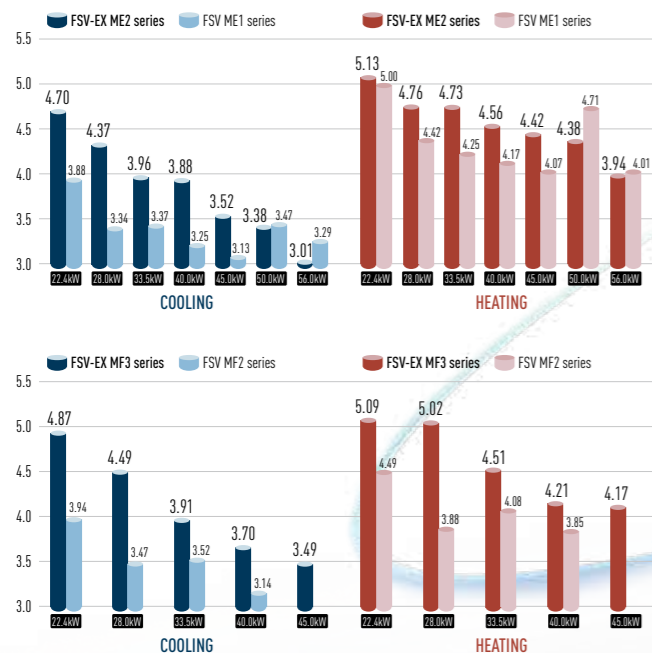 FSV-EX ME2 series FSV ME1 series
5.5
5.0
4.5
4.0
3.5
3.0
4.70 3.88 4.37 3.34 3.96 3.37 3.88 3.25 3.52 3.13 3.38 3.47 3.01 3.29
22.4kW 28.0kW 33.5kW 40.0kW 45.0kW 50.0kW 56.0kW
COOLING
FSV-EX ME2 series FSV ME1 series
5.13 5.00 4.76 4.42 4.73 4.25 4.56 4.17 4.42 4.07 4.38 4.71 3.94 4.01
22.4kW 28.0kW 33.5kW 40.0kW 45.0kW 50.0kW 56.0kW
HEATING
FSV-EX MF3 series FSV MF2 series
5.5
5.0
4.5
4.0
3.5
3.0
4.87 3.94 4.49 3.47 3.91 3.52 3.70 3.14 3.49
22.4kW 28.0kW 33.5kW 40.0kW 45.0kW
COOLING
FSV-EX MF3 series FSV MF2 series
5.09 4.49 5.02 3.88 4.51 4.08 4.21 3.85 4.17
22.4kW 28.0kW 33.5kW 40.0kW 45.0kW
HEATING